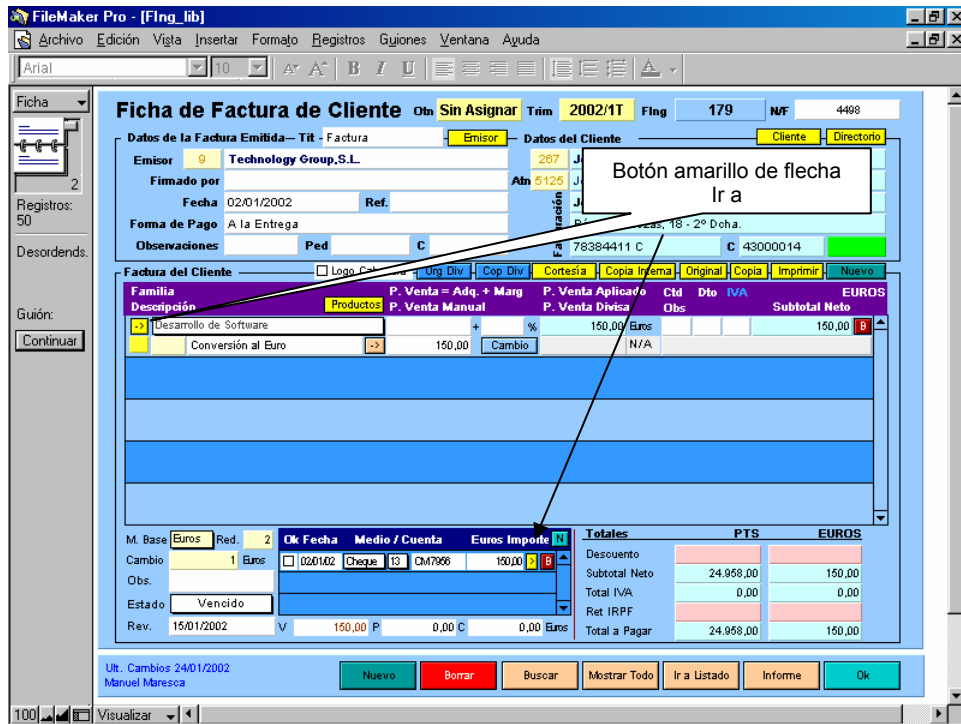 FileMaker Pro - [FIng_lib]
Archivo Edición Vista Insertar Formato Registros Guiones Ventana Ayuda
Arial 10 B I U
Ficha
2
Registros:
50
Desordends.
Guión:
Continuar
Ficha de Factura de Cliente Obn Sin Asignar Trim 2002/1T FIng 179 N/F 4498
Datos de la Factura Emitida— Tit - Factura Emisor Datos del Cliente Cliente Directorio
Emisor 9 Technology Group,S.L. 267
Firmado por Atn 5125
Botón amarillo de flecha
Ir a
Fecha 02/01/2002 Ref.
Forma de Pago A la Entrega 18 - 2º Dcha.
Observaciones Ped C 78384411 C C 43000014
Factura del Cliente Logo Org Div Cop Div Cortesía Copia Interna Original Copia Imprimir Nuevo
Familia P. Venta = Adq. + Marg P. Venta Aplicado Ctd Dto IVA EUROS
Descripción Productos P. Venta Manual P. Venta Divisa Obs Subtotal Neto
-> Desarrollo de Software + % 150,00 Euros 150,00 B
Conversión al Euro -> 150,00 Cambio N/A
M. Base Euros Red. 2 Ok Fecha Medio / Cuenta Euros Importe N Totales PTS EUROS
Cambio 1 Euros 02/01/02 Cheque 13 CM7956 150,00 > B Descuento
Obs. Subtotal Neto 24.958,00 150,00
Total IVA 0,00 0,00
Estado Vencido Ret IRPF
Rev. 15/01/2002 V 150,00 P 0,00 C 0,00 Euros Total a Pagar 24.958,00 150,00
Ult. Cambios 24/01/2002
Manuel Maresca
Nuevo Borrar Buscar Mostrar Todo Ir a Listado Informe Ok
100 Visualizar